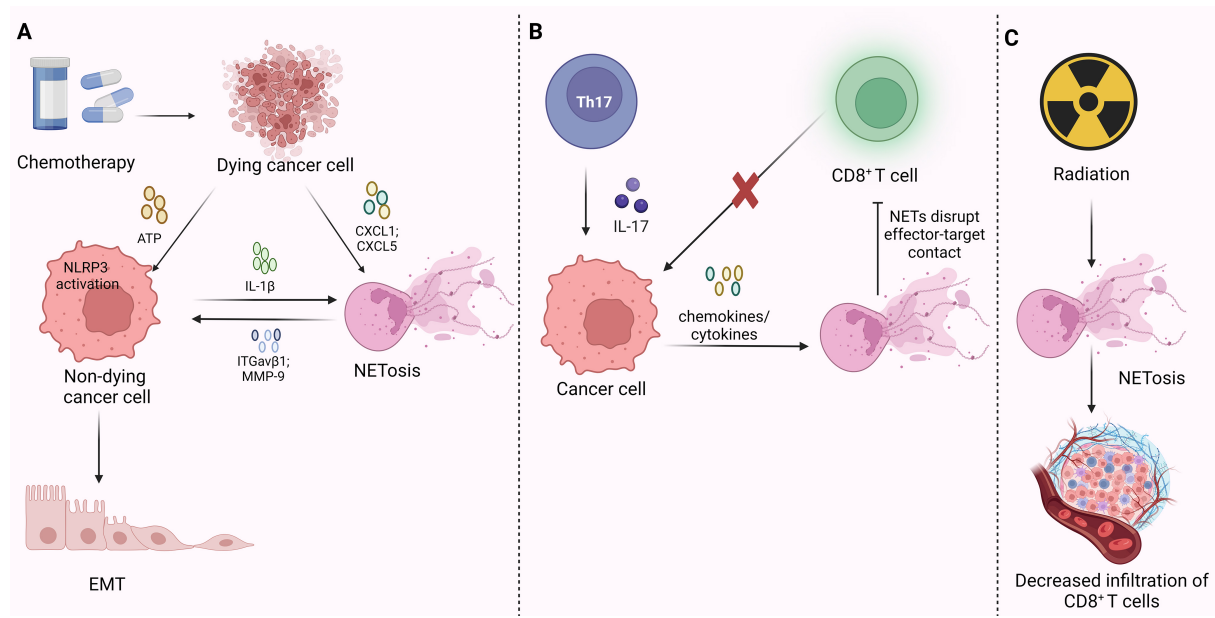 A
Chemotherapy
Dying cancer cell
ATP
CXCL1;
CXCL5
NLRP3
activation
IL-1β
ITGavβ1;
MMP-9
Non-dying
cancer cell
NETosis
EMT
B
Th17
IL-17
CD8⁺ T cell
NETs disrupt
effector-target
contact
chemokines/
cytokines
Cancer cell
C
Radiation
NETosis
Decreased infiltration of
CD8⁺ T cells